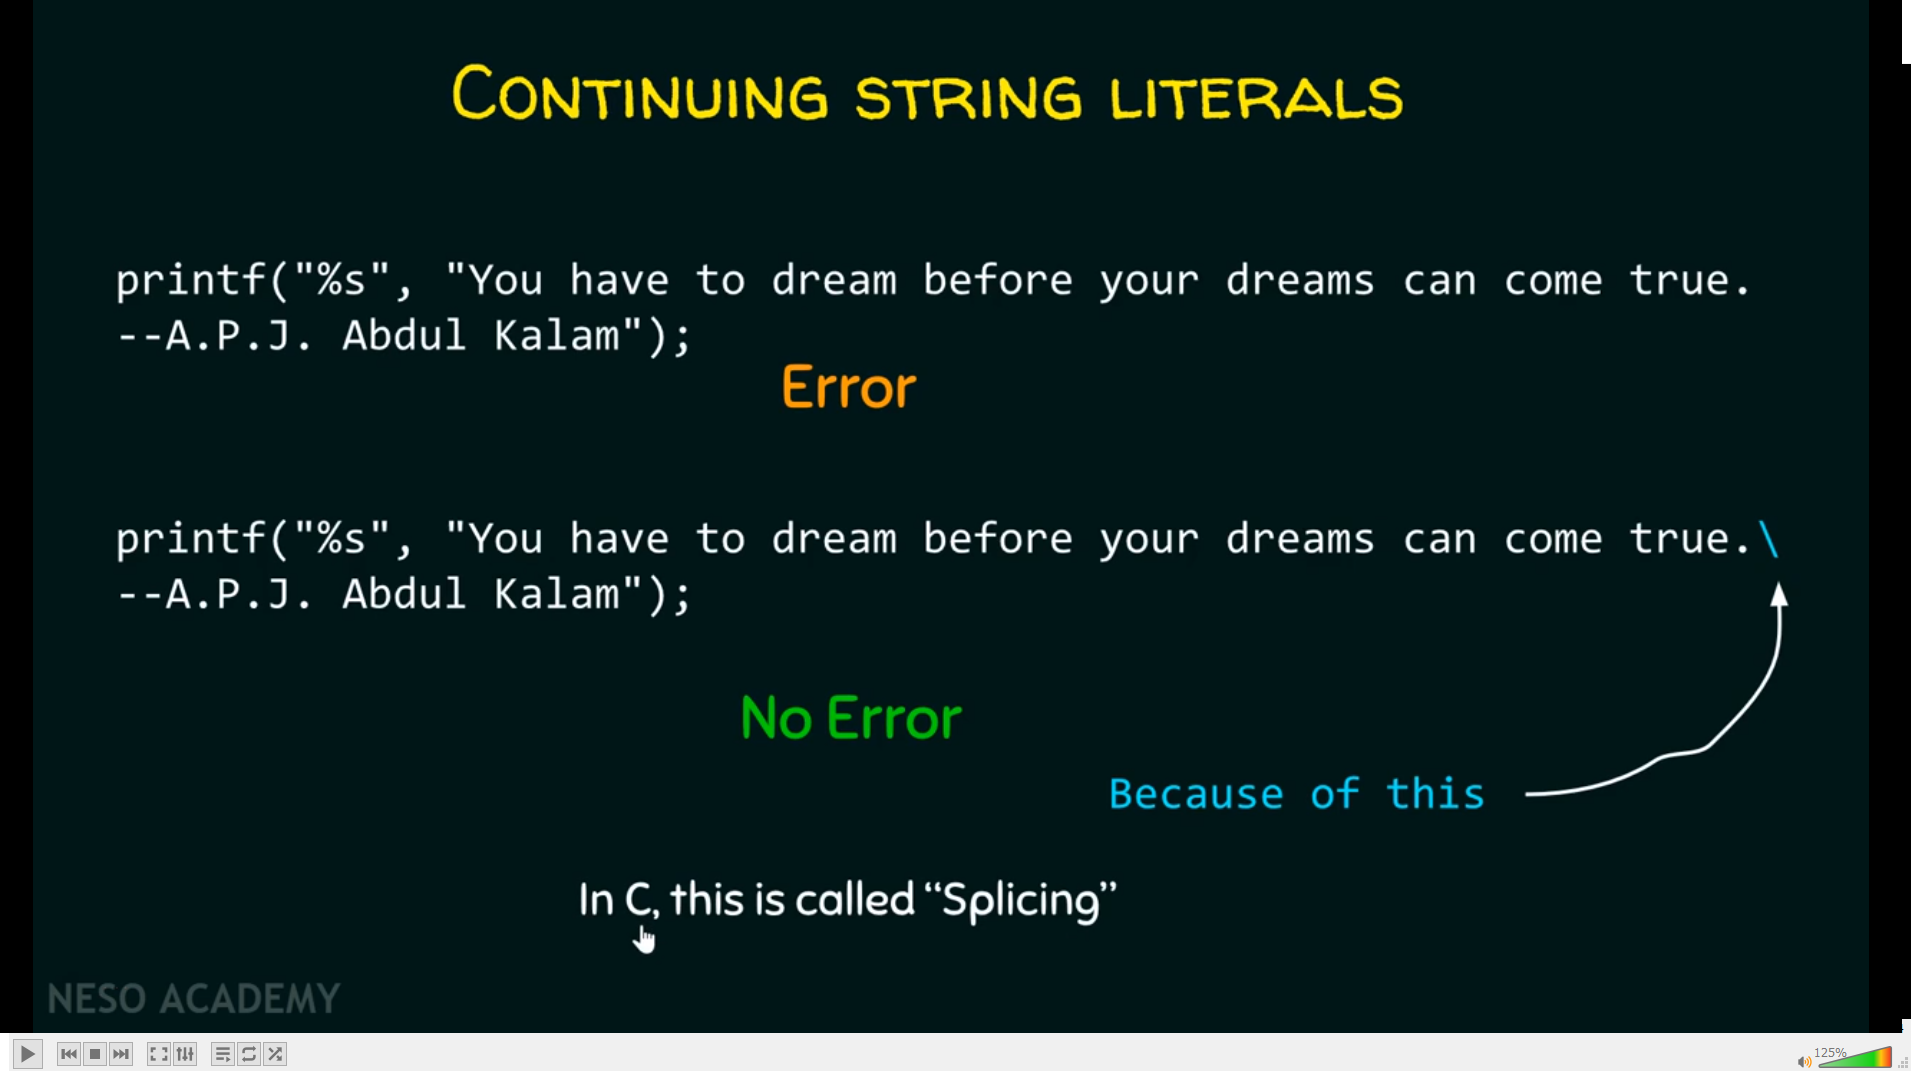 CONTINUING STRING LITERALS
printf("%s", "You have to dream before your dreams can come true.
--A.P.J. Abdul Kalam");
Error
printf("%s", "You have to dream before your dreams can come true.\
--A.P.J. Abdul Kalam");
No Error
Because of this
In C, this is called “Splicing”
NESO ACADEMY
125%